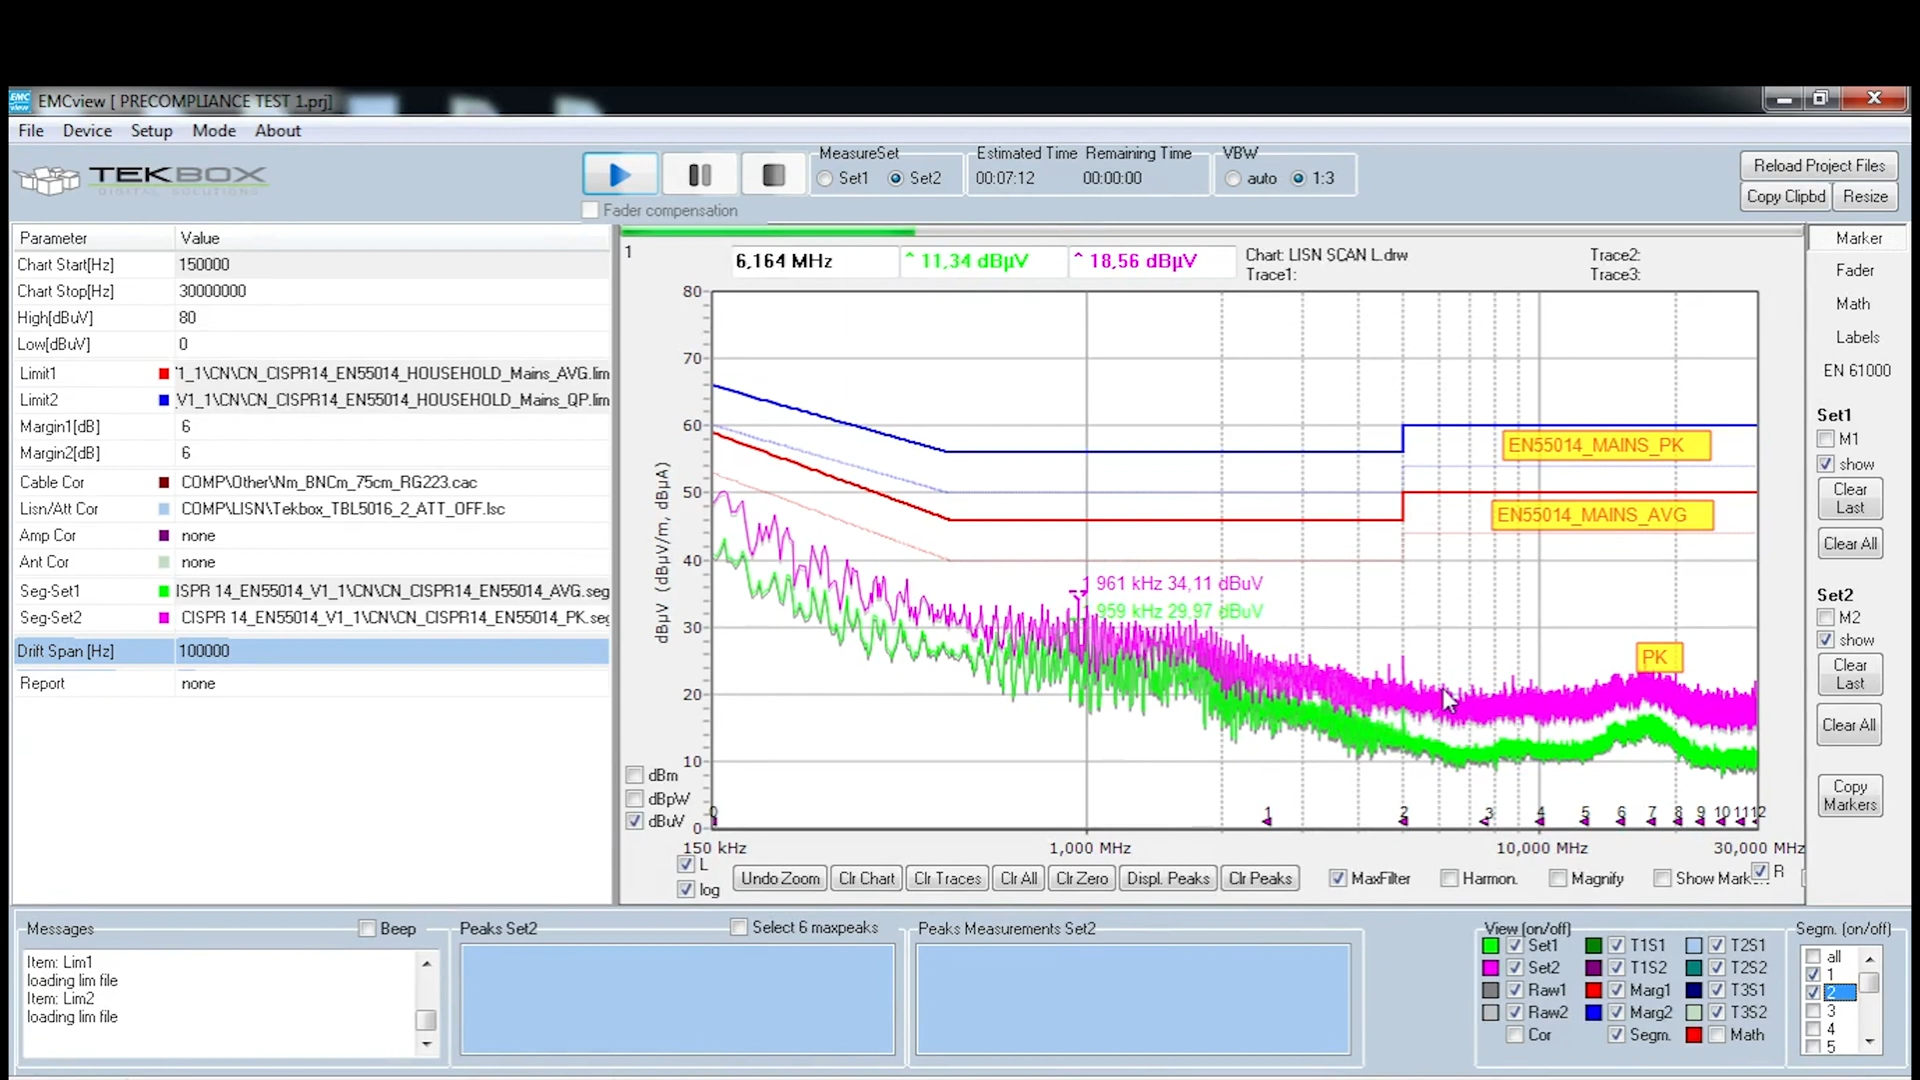 EMC view EMCview [ PRECOMPLIANCE TEST 1.prj]
File Device Setup Mode About
TEKBOX
DIGITAL SOLUTIONS
MeasureSet
Set1 Set2
Estimated Time Remaining Time
00:07:12 00:00:00
VBW
auto 1:3
Fader compensation
Reload Project Files
Copy Clipbd Resize
Parameter Value
Chart Start[Hz] 150000
Chart Stop[Hz] 30000000
High[dBuV] 80
Low[dBuV] 0
Limit1 '1_1\CN\CN_CISPR14_EN55014_HOUSEHOLD_Mains_AVG.lim
Limit2 _V1_1\CN\CN_CISPR14_EN55014_HOUSEHOLD_Mains_QP.lim
Margin1[dB] 6
Margin2[dB] 6
Cable Cor COMP\Other\Nm_BNCm_75cm_RG223.cac
Lisn/Att Cor COMP\LISN\Tekbox_TBL5016_2_ATT_OFF.lsc
Amp Cor none
Ant Cor none
Seg-Set1 ISPR 14_EN55014_V1_1\CN\CN_CISPR14_EN55014_AVG.seg
Seg-Set2 CISPR 14_EN55014_V1_1\CN\CN_CISPR14_EN55014_PK.seg
Drift Span [Hz] 100000
Report none
1
6,164 MHz ^ 11,34 dBµV ^ 18,56 dBµV
Chart: LISN SCAN L.drw Trace2:
Trace1: Trace3:
80
70
60
50
40
30
20
10
0
dBµV (dBµV/m, dBµA)
EN55014_MAINS_PK
EN55014_MAINS_AVG
1 961 kHz 34,11 dBuV
1 959 kHz 29,97 dBuV
PK
dBm
dBpW
dBuV
0 1 2 3 4 5 6 7 8 9 10 11 12
150 kHz 1,000 MHz 10,000 MHz 30,000 MHz
L
log
R
Undo Zoom Clr Chart Clr Traces Clr All Clr Zero Displ. Peaks Clr Peaks MaxFilter Harmon. Magnify Show Mark
Marker
Fader
Math
Labels
EN 61000
Set1
M1
show
Clear
Last
Clear All
Set2
M2
show
Clear
Last
Clear All
Copy
Markers
Messages Beep
Item: Lim1
loading lim file
Item: Lim2
loading lim file
Peaks Set2 Select 6 maxpeaks
Peaks Measurements Set2
View (on/off)
Set1 T1S1 T2S1
Set2 T1S2 T2S2
Raw1 Marg1 T3S1
Raw2 Marg2 T3S2
Cor Segm. Math
Segm. (on/off)
all
1
2
3
4
5